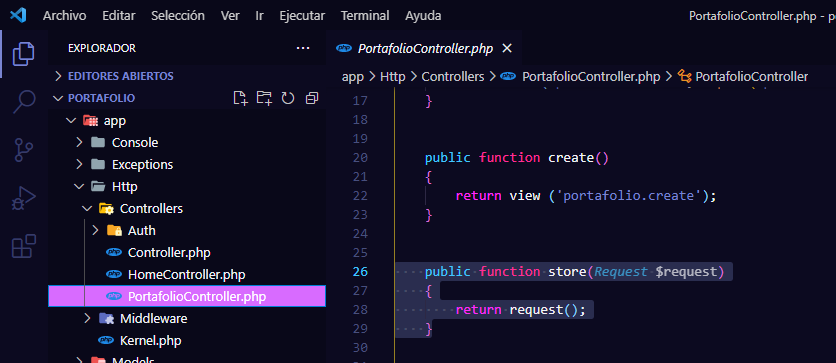 Archivo Editar Selección Ver Ir Ejecutar Terminal Ayuda PortafolioController.php - p
EXPLORADOR ···
EDITORES ABIERTOS
PORTAFOLIO
app
Console
Exceptions
Http
Controllers
Auth
Controller.php
HomeController.php
PortafolioController.php
Middleware
Kernel.php
Models
php PortafolioController.php ×
app > Http > Controllers > php PortafolioController.php > PortafolioController
17 }
18
19
20 public function create()
21 {
22 return view ('portafolio.create');
23 }
24
25
26 public function store(Request $request)
27 {
28 return request();
29 }